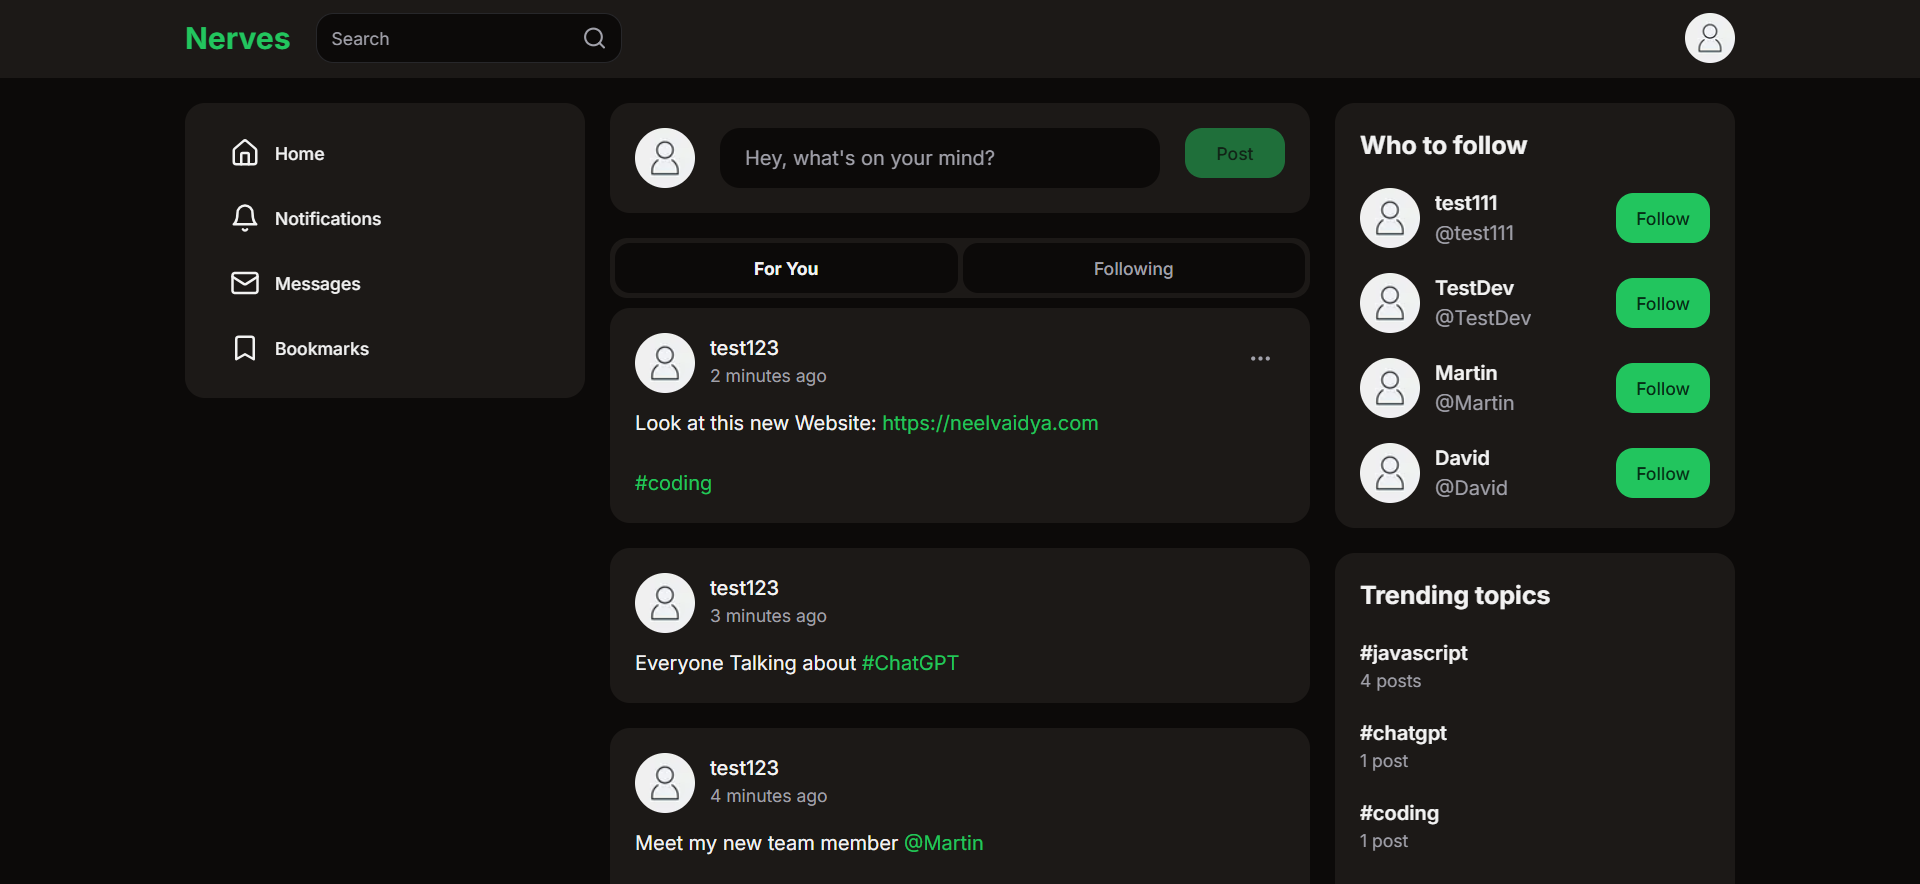 Nerves
Search
Home
Notifications
Messages
Bookmarks
Hey, what's on your mind?
Post
For You
Following
test123
2 minutes ago
Look at this new Website: https://neelvaidya.com
#coding
test123
3 minutes ago
Everyone Talking about #ChatGPT
test123
4 minutes ago
Meet my new team member @Martin
Who to follow
test111
@test111
Follow
TestDev
@TestDev
Follow
Martin
@Martin
Follow
David
@David
Follow
Trending topics
#javascript
4 posts
#chatgpt
1 post
#coding
1 post